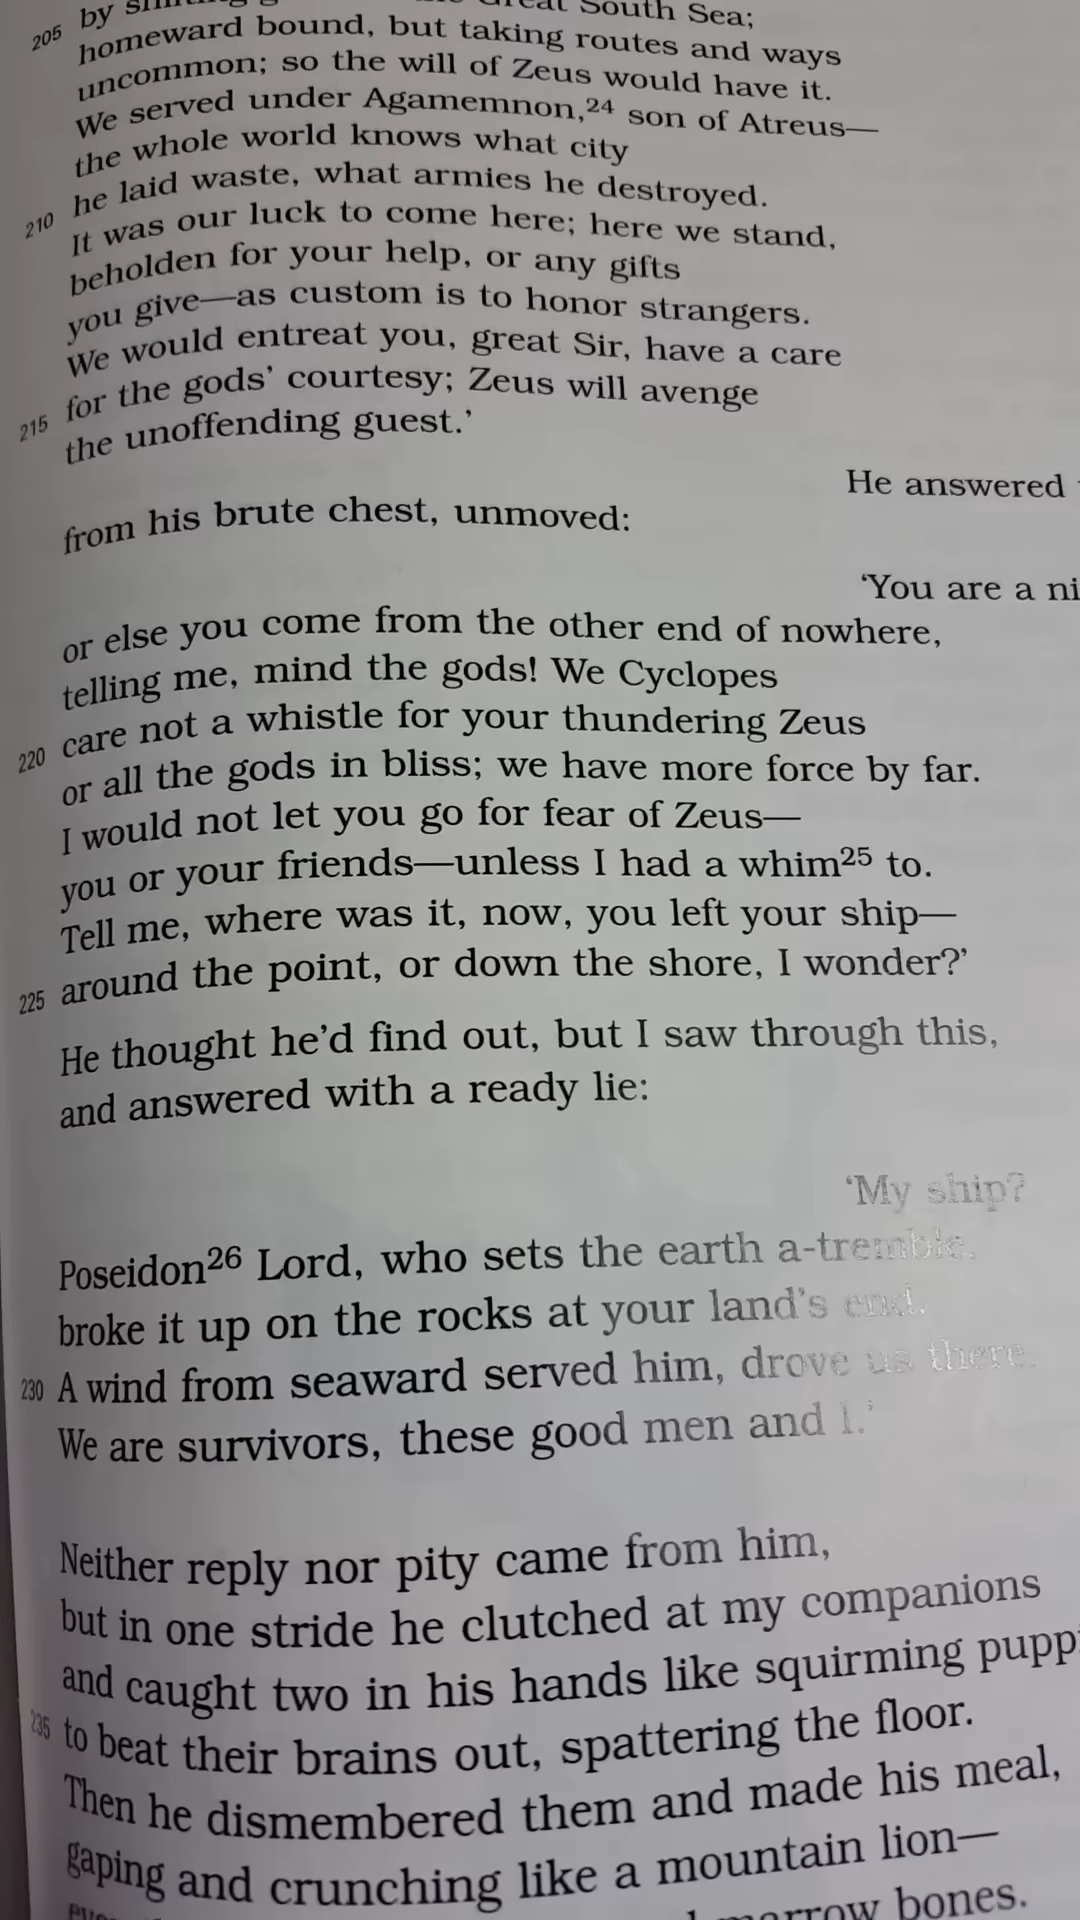 by South Sea;
205 homeward bound, but taking routes and ways
uncommon; so the will of Zeus would have it.
We served under Agamemnon,24 son of Atreus—
the whole world knows what city
he laid waste, what armies he destroyed.
210 It was our luck to come here; here we stand,
beholden for your help, or any gifts
you give—as custom is to honor strangers.
We would entreat you, great Sir, have a care
for the gods’ courtesy; Zeus will avenge
215 the unoffending guest.’
He answered
from his brute chest, unmoved:
‘You are a
or else you come from the other end of nowhere,
telling me, mind the gods! We Cyclopes
care not a whistle for your thundering Zeus
220 or all the gods in bliss; we have more force by far.
I would not let you go for fear of Zeus—
you or your friends—unless I had a whim25 to.
Tell me, where was it, now, you left your ship—
225 around the point, or down the shore, I wonder?’
He thought he’d find out, but I saw through this,
and answered with a ready lie:
‘My ship?
Poseidon26 Lord, who sets the earth a-tremble,
broke it up on the rocks at your land’s end.
230 A wind from seaward served him, drove us there.
We are survivors, these good men and I.’
Neither reply nor pity came from him,
but in one stride he clutched at my companions
and caught two in his hands like squirming
235 to beat their brains out, spattering the floor.
Then he dismembered them and made his meal,
gaping and crunching like a mountain lion—
marrow bones.